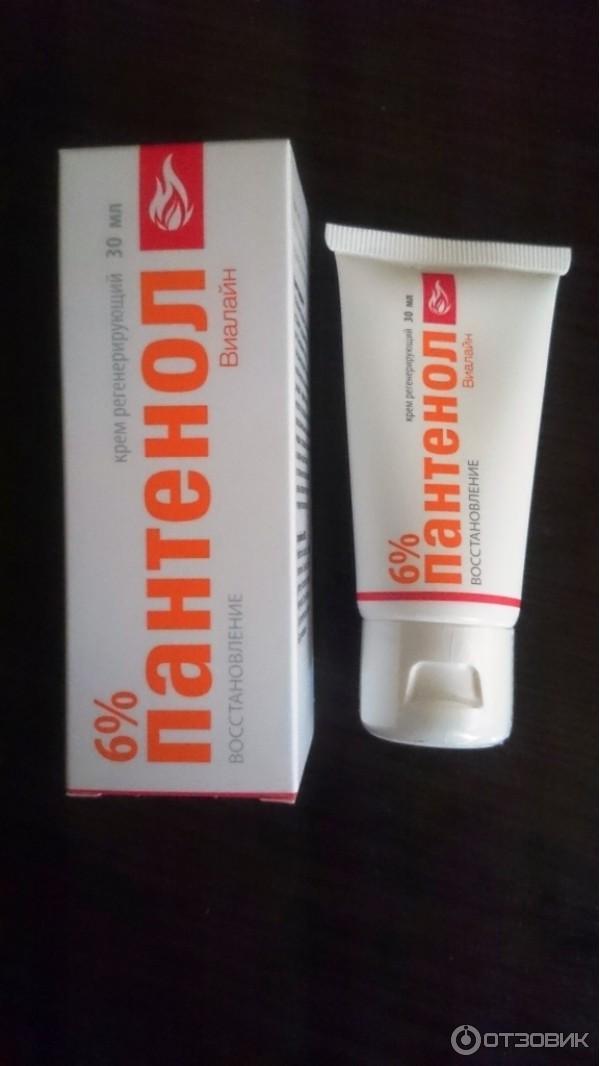 крем регенерирующий 30 мл
6%
пантенол
Виалайн
ВОССТАНОВЛЕНИЕ
крем регенерирующий 30 мл
6%
пантенол
Виалайн
ВОССТАНОВЛЕНИЕ
ОТЗОВИК